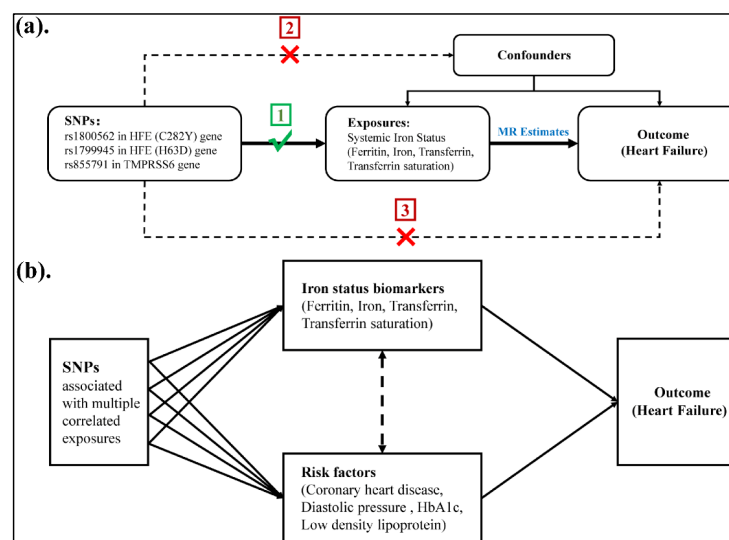 (a).
2
Confounders
1
SNPs:
rs1800562 in HFE (C282Y) gene
rs1799945 in HFE (H63D) gene
rs855791 in TMPRSS6 gene
Exposures:
Systemic Iron Status
(Ferritin, Iron, Transferrin,
Transferrin saturation)
MR Estimates
Outcome
(Heart Failure)
3
(b).
Iron status biomarkers
(Ferritin, Iron, Transferrin,
Transferrin saturation)
SNPs
associated
with multiple
correlated
exposures
Outcome
(Heart Failure)
Risk factors
(Coronary heart disease,
Diastolic pressure , HbA1c,
Low density lipoprotein)